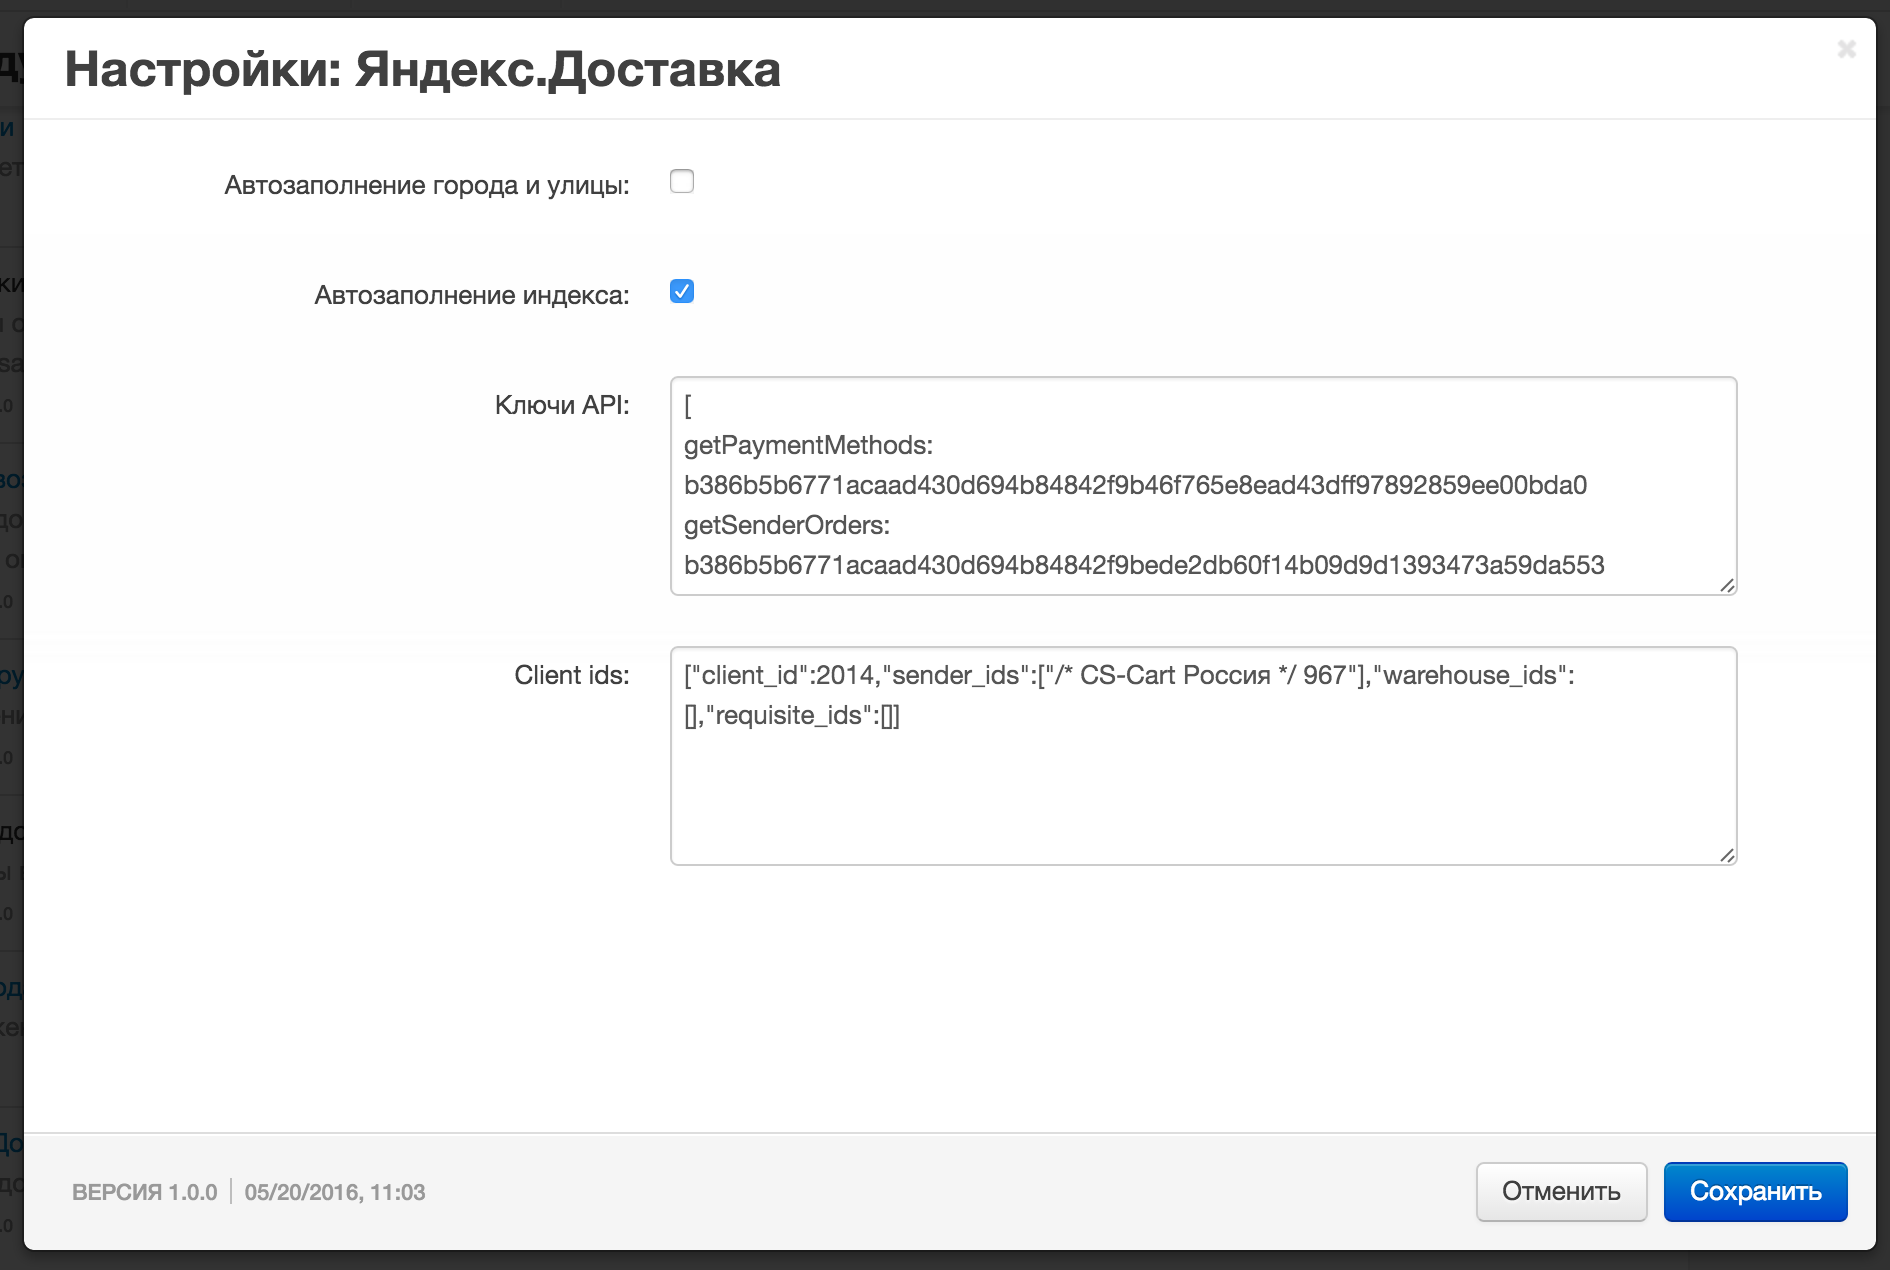 Настройки: Яндекс.Доставка
Автозаполнение города и улицы:
Автозаполнение индекса:
Ключи API:
[
getPaymentMethods:
b386b5b6771acaad430d694b84842f9b46f765e8ead43dff97892859ee00bda0
getSenderOrders:
b386b5b6771acaad430d694b84842f9bede2db60f14b09d9d1393473a59da553
Client ids:
["client_id":2014,"sender_ids":["/* CS-Cart Россия */ 967"],"warehouse_ids":
[],"requisite_ids":[]]
ВЕРСИЯ 1.0.0 | 05/20/2016, 11:03
Отменить
Сохранить